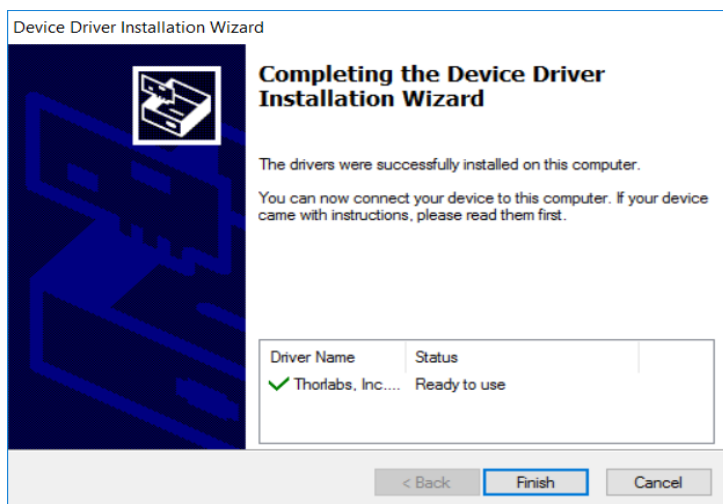 Device Driver Installation Wizard
Completing the Device Driver
Installation Wizard
The drivers were successfully installed on this computer.
You can now connect your device to this computer. If your device
came with instructions, please read them first.
Driver Name Status
Thorlabs, Inc.... Ready to use
< Back Finish Cancel